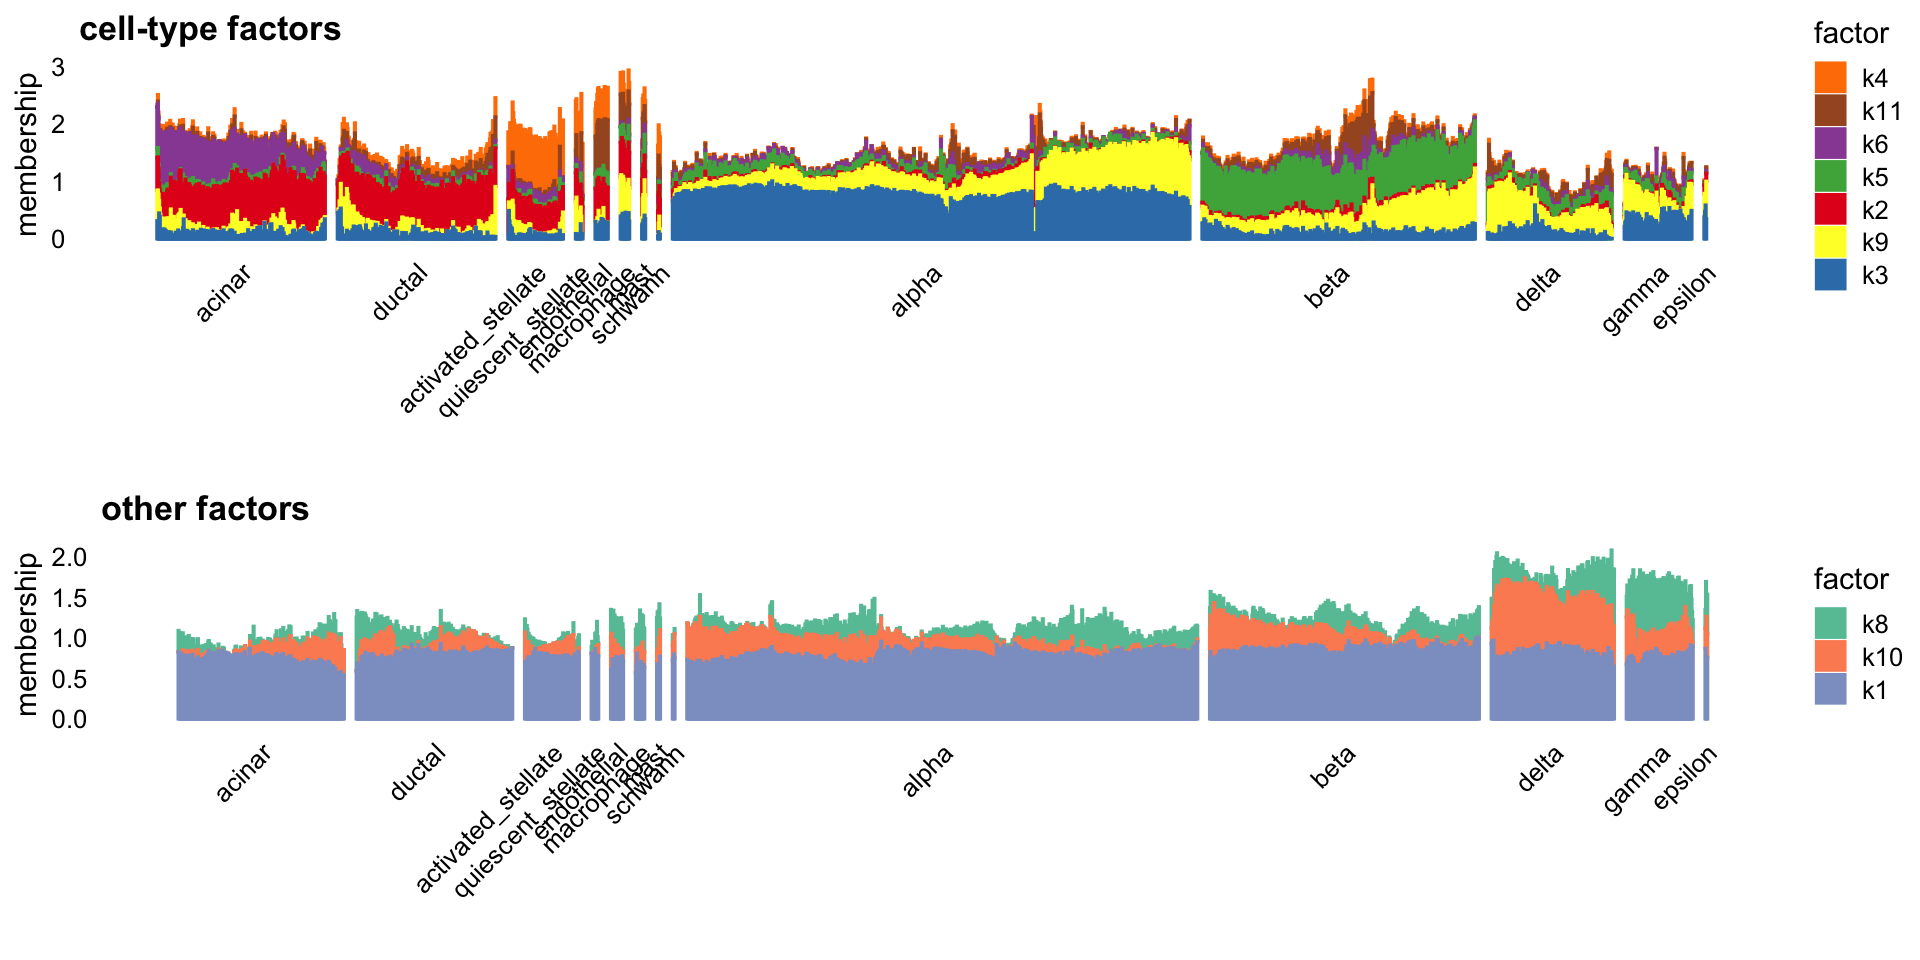 cell-type factors
membership
3
2
1
0
acinar
ductal
activated_stellate
quiescent_stellate
endothelial
macrophage
mast
schwann
alpha
beta
delta
gamma
epsilon
factor
k4
k11
k6
k5
k2
k9
k3
other factors
membership
2.0
1.5
1.0
0.5
0.0
acinar
ductal
activated_stellate
quiescent_stellate
endothelial
macrophage
mast
schwann
alpha
beta
delta
gamma
epsilon
factor
k8
k10
k1